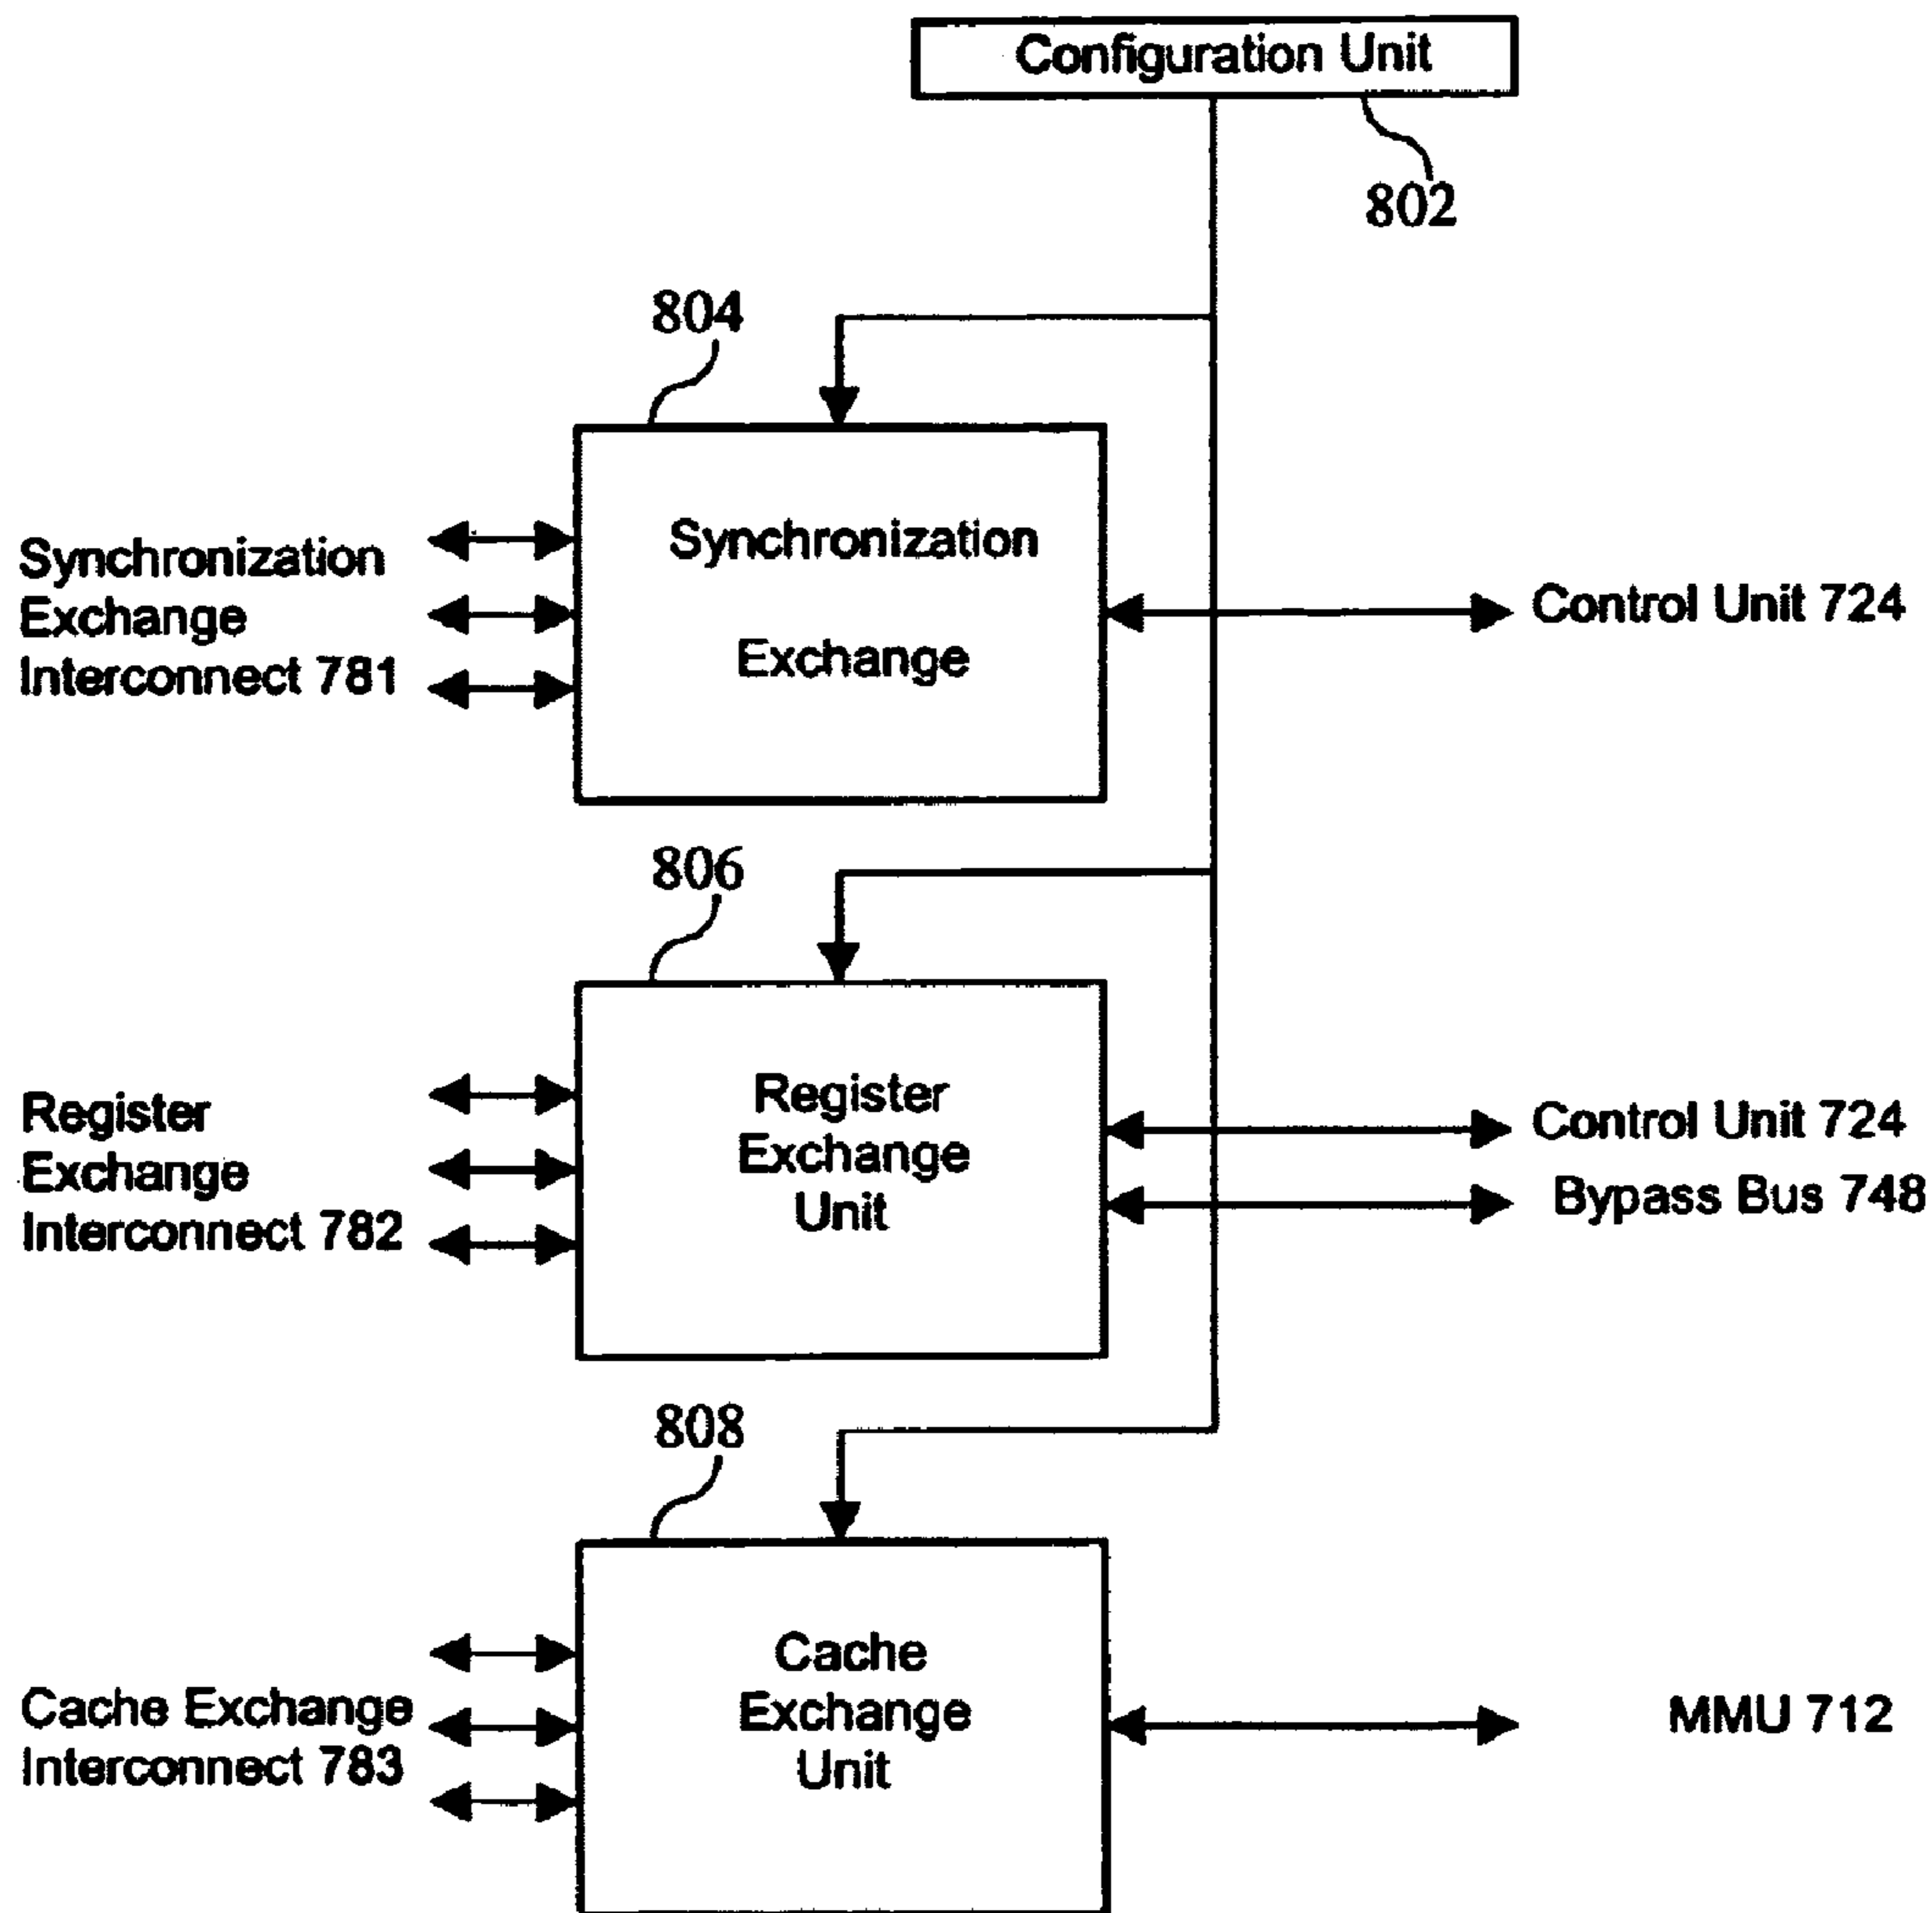 Configuration Unit
802
804
Synchronization
Exchange
Interconnect 781
Synchronization
Exchange
Control Unit 724
806
Register
Exchange
Interconnect 782
Register
Exchange
Unit
Control Unit 724
Bypass Bus 748
808
Cache Exchange
Interconnect 783
Cache
Exchange
Unit
MMU 712